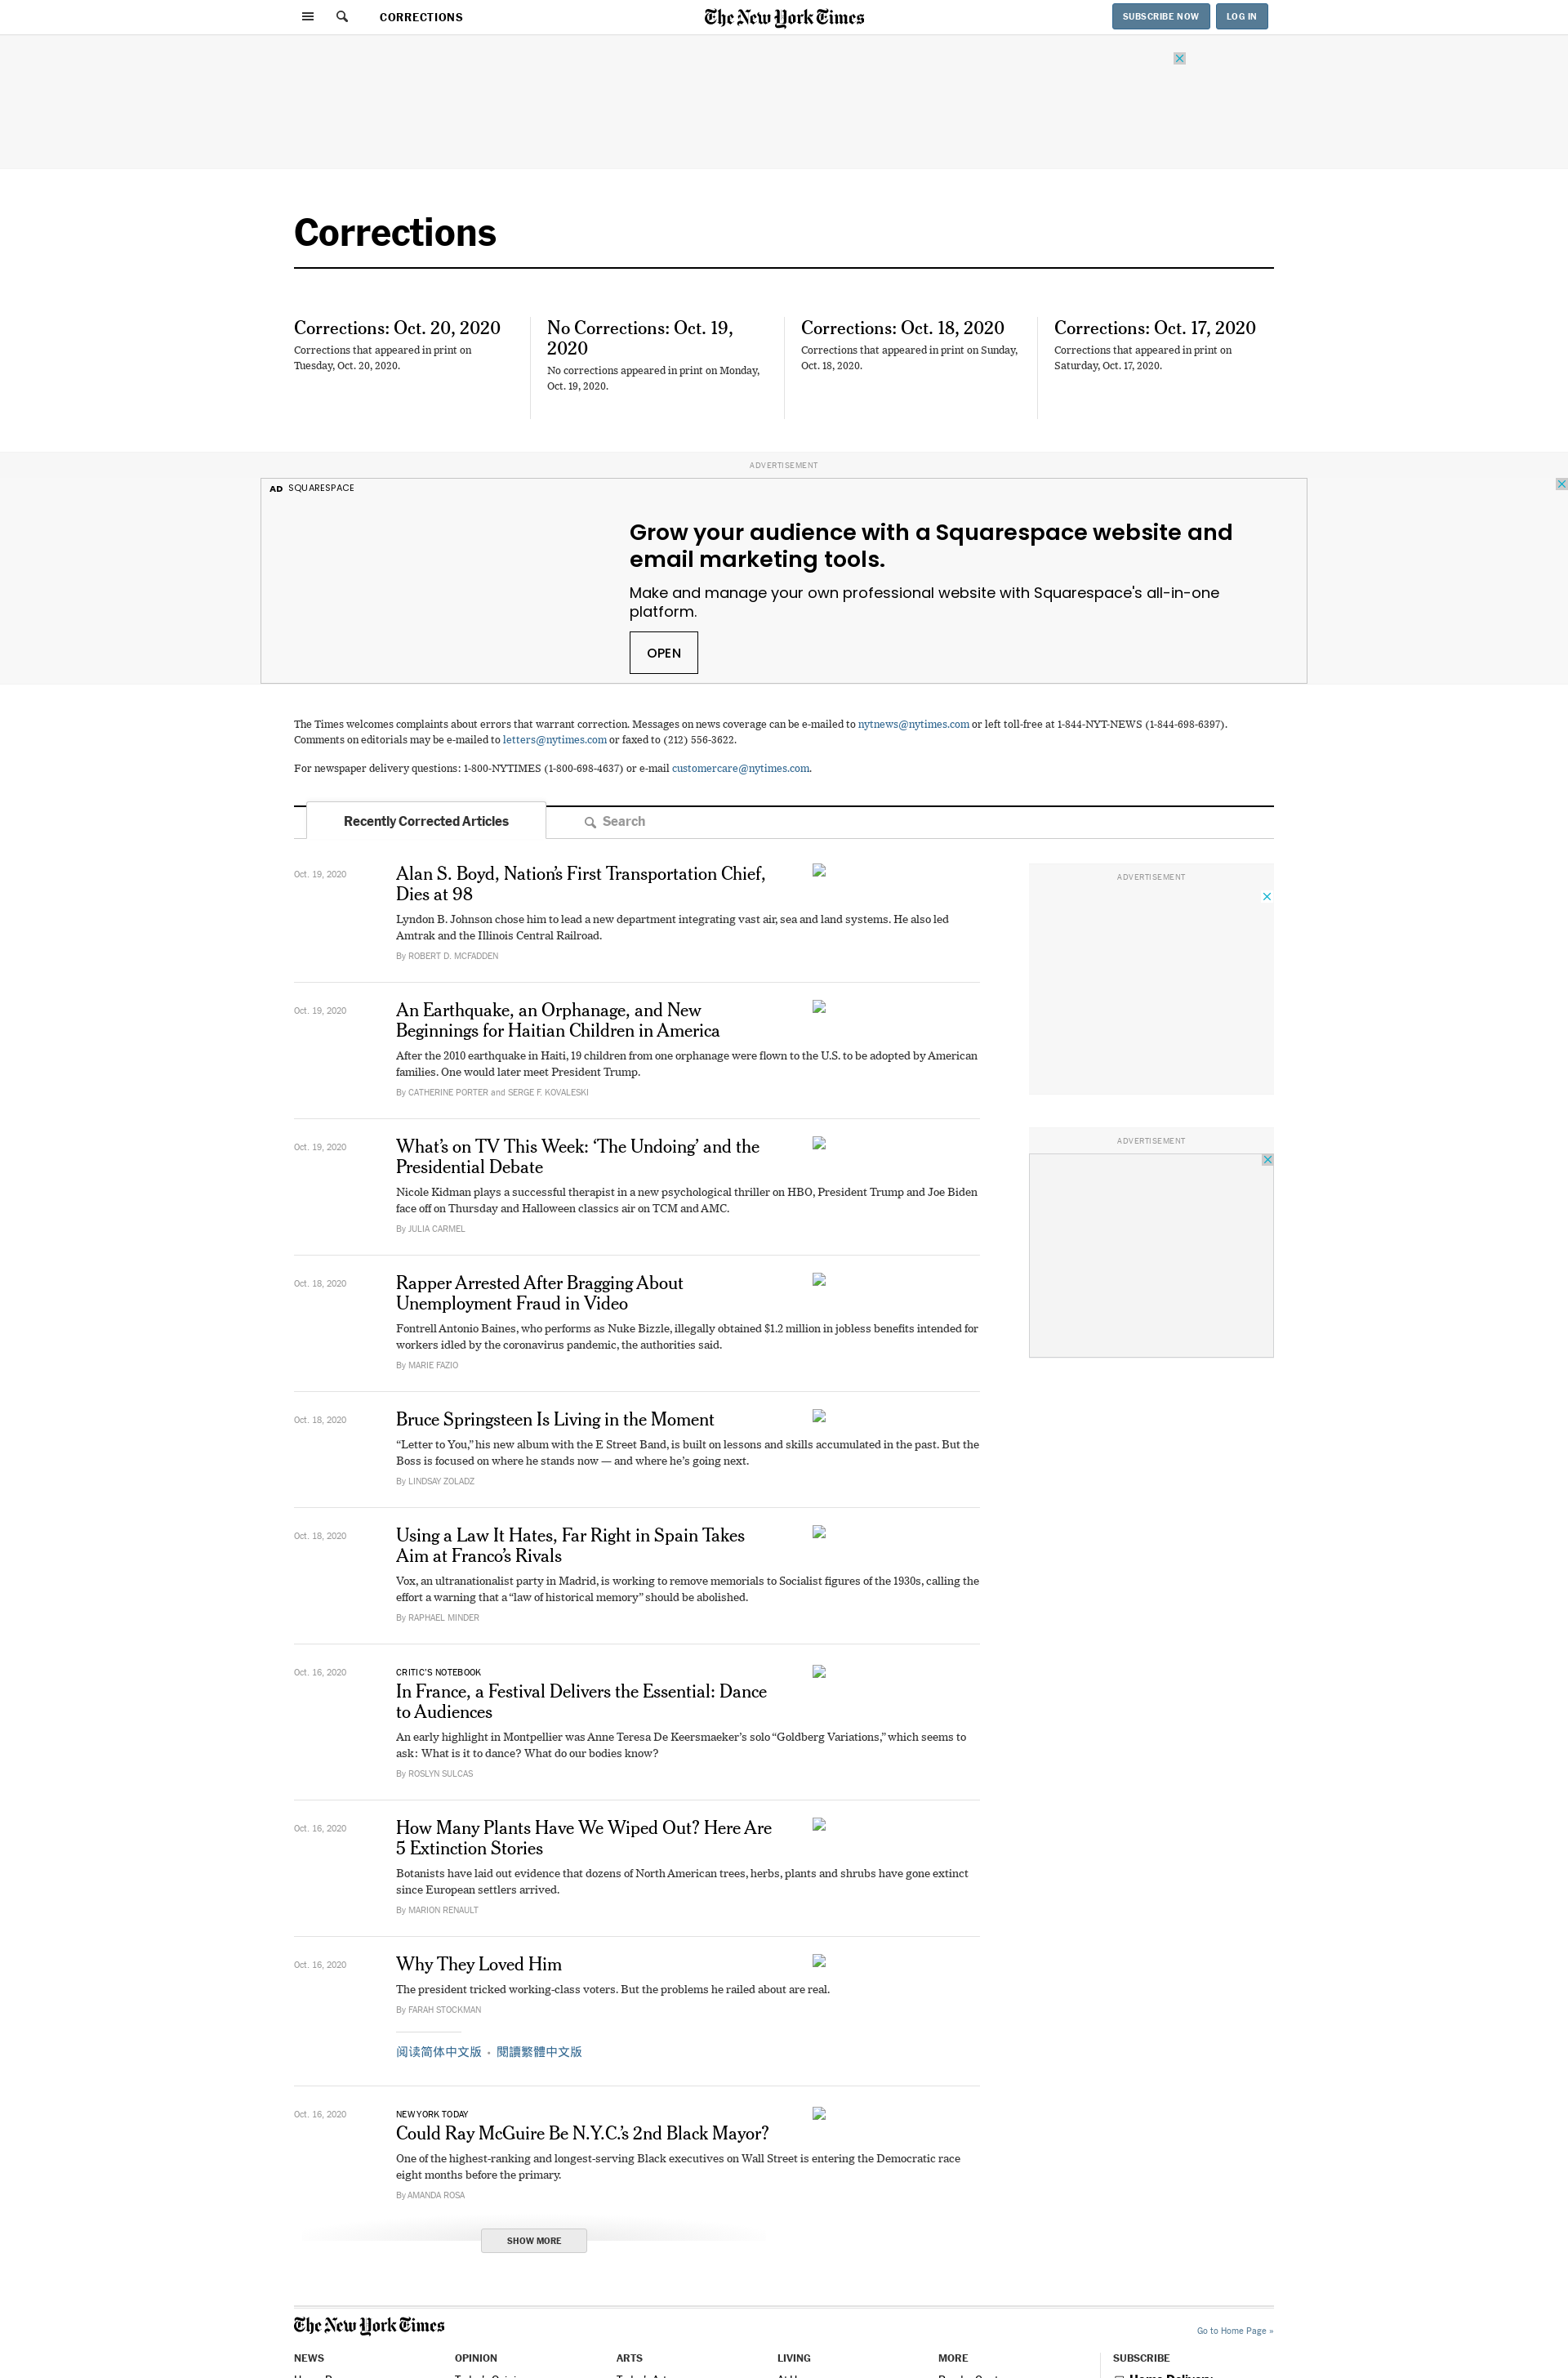 CORRECTIONS
The New York Times
SUBSCRIBE NOW
LOG IN
Corrections
Corrections: Oct. 20, 2020
Corrections that appeared in print on
Tuesday, Oct. 20, 2020.
No Corrections: Oct. 19,
2020
No corrections appeared in print on Monday,
Oct. 19, 2020.
Corrections: Oct. 18, 2020
Corrections that appeared in print on Sunday,
Oct. 18, 2020.
Corrections: Oct. 17, 2020
Corrections that appeared in print on
Saturday, Oct. 17, 2020.
ADVERTISEMENT
AD SQUARESPACE
Grow your audience with a Squarespace website and
email marketing tools.
Make and manage your own professional website with Squarespace's all-in-one
platform.
OPEN
The Times welcomes complaints about errors that warrant correction. Messages on news coverage can be e-mailed to nytnews@nytimes.com or left toll-free at 1-844-NYT-NEWS (1-844-698-6397).
Comments on editorials may be e-mailed to letters@nytimes.com or faxed to (212) 556-3622.
For newspaper delivery questions: 1-800-NYTIMES (1-800-698-4637) or e-mail customercare@nytimes.com.
Recently Corrected Articles
Search
Oct. 19, 2020
Alan S. Boyd, Nation’s First Transportation Chief,
Dies at 98
Lyndon B. Johnson chose him to lead a new department integrating vast air, sea and land systems. He also led
Amtrak and the Illinois Central Railroad.
By ROBERT D. MCFADDEN
ADVERTISEMENT
Oct. 19, 2020
An Earthquake, an Orphanage, and New
Beginnings for Haitian Children in America
After the 2010 earthquake in Haiti, 19 children from one orphanage were flown to the U.S. to be adopted by American
families. One would later meet President Trump.
By CATHERINE PORTER and SERGE F. KOVALESKI
ADVERTISEMENT
Oct. 19, 2020
What’s on TV This Week: ‘The Undoing’ and the
Presidential Debate
Nicole Kidman plays a successful therapist in a new psychological thriller on HBO, President Trump and Joe Biden
face off on Thursday and Halloween classics air on TCM and AMC.
By JULIA CARMEL
Oct. 18, 2020
Rapper Arrested After Bragging About
Unemployment Fraud in Video
Fontrell Antonio Baines, who performs as Nuke Bizzle, illegally obtained $1.2 million in jobless benefits intended for
workers idled by the coronavirus pandemic, the authorities said.
By MARIE FAZIO
Oct. 18, 2020
Bruce Springsteen Is Living in the Moment
“Letter to You,” his new album with the E Street Band, is built on lessons and skills accumulated in the past. But the
Boss is focused on where he stands now — and where he’s going next.
By LINDSAY ZOLADZ
Oct. 18, 2020
Using a Law It Hates, Far Right in Spain Takes
Aim at Franco’s Rivals
Vox, an ultranationalist party in Madrid, is working to remove memorials to Socialist figures of the 1930s, calling the
effort a warning that a “law of historical memory” should be abolished.
By RAPHAEL MINDER
Oct. 16, 2020
CRITIC’S NOTEBOOK
In France, a Festival Delivers the Essential: Dance
to Audiences
An early highlight in Montpellier was Anne Teresa De Keersmaeker’s solo “Goldberg Variations,” which seems to
ask: What is it to dance? What do our bodies know?
By ROSLYN SULCAS
Oct. 16, 2020
How Many Plants Have We Wiped Out? Here Are
5 Extinction Stories
Botanists have laid out evidence that dozens of North American trees, herbs, plants and shrubs have gone extinct
since European settlers arrived.
By MARION RENAULT
Oct. 16, 2020
Why They Loved Him
The president tricked working-class voters. But the problems he railed about are real.
By FARAH STOCKMAN
阅读简体中文版 • 閱讀繁體中文版
Oct. 16, 2020
NEW YORK TODAY
Could Ray McGuire Be N.Y.C.’s 2nd Black Mayor?
One of the highest-ranking and longest-serving Black executives on Wall Street is entering the Democratic race
eight months before the primary.
By AMANDA ROSA
SHOW MORE
The New York Times
Go to Home Page »
NEWS
OPINION
ARTS
LIVING
MORE
SUBSCRIBE